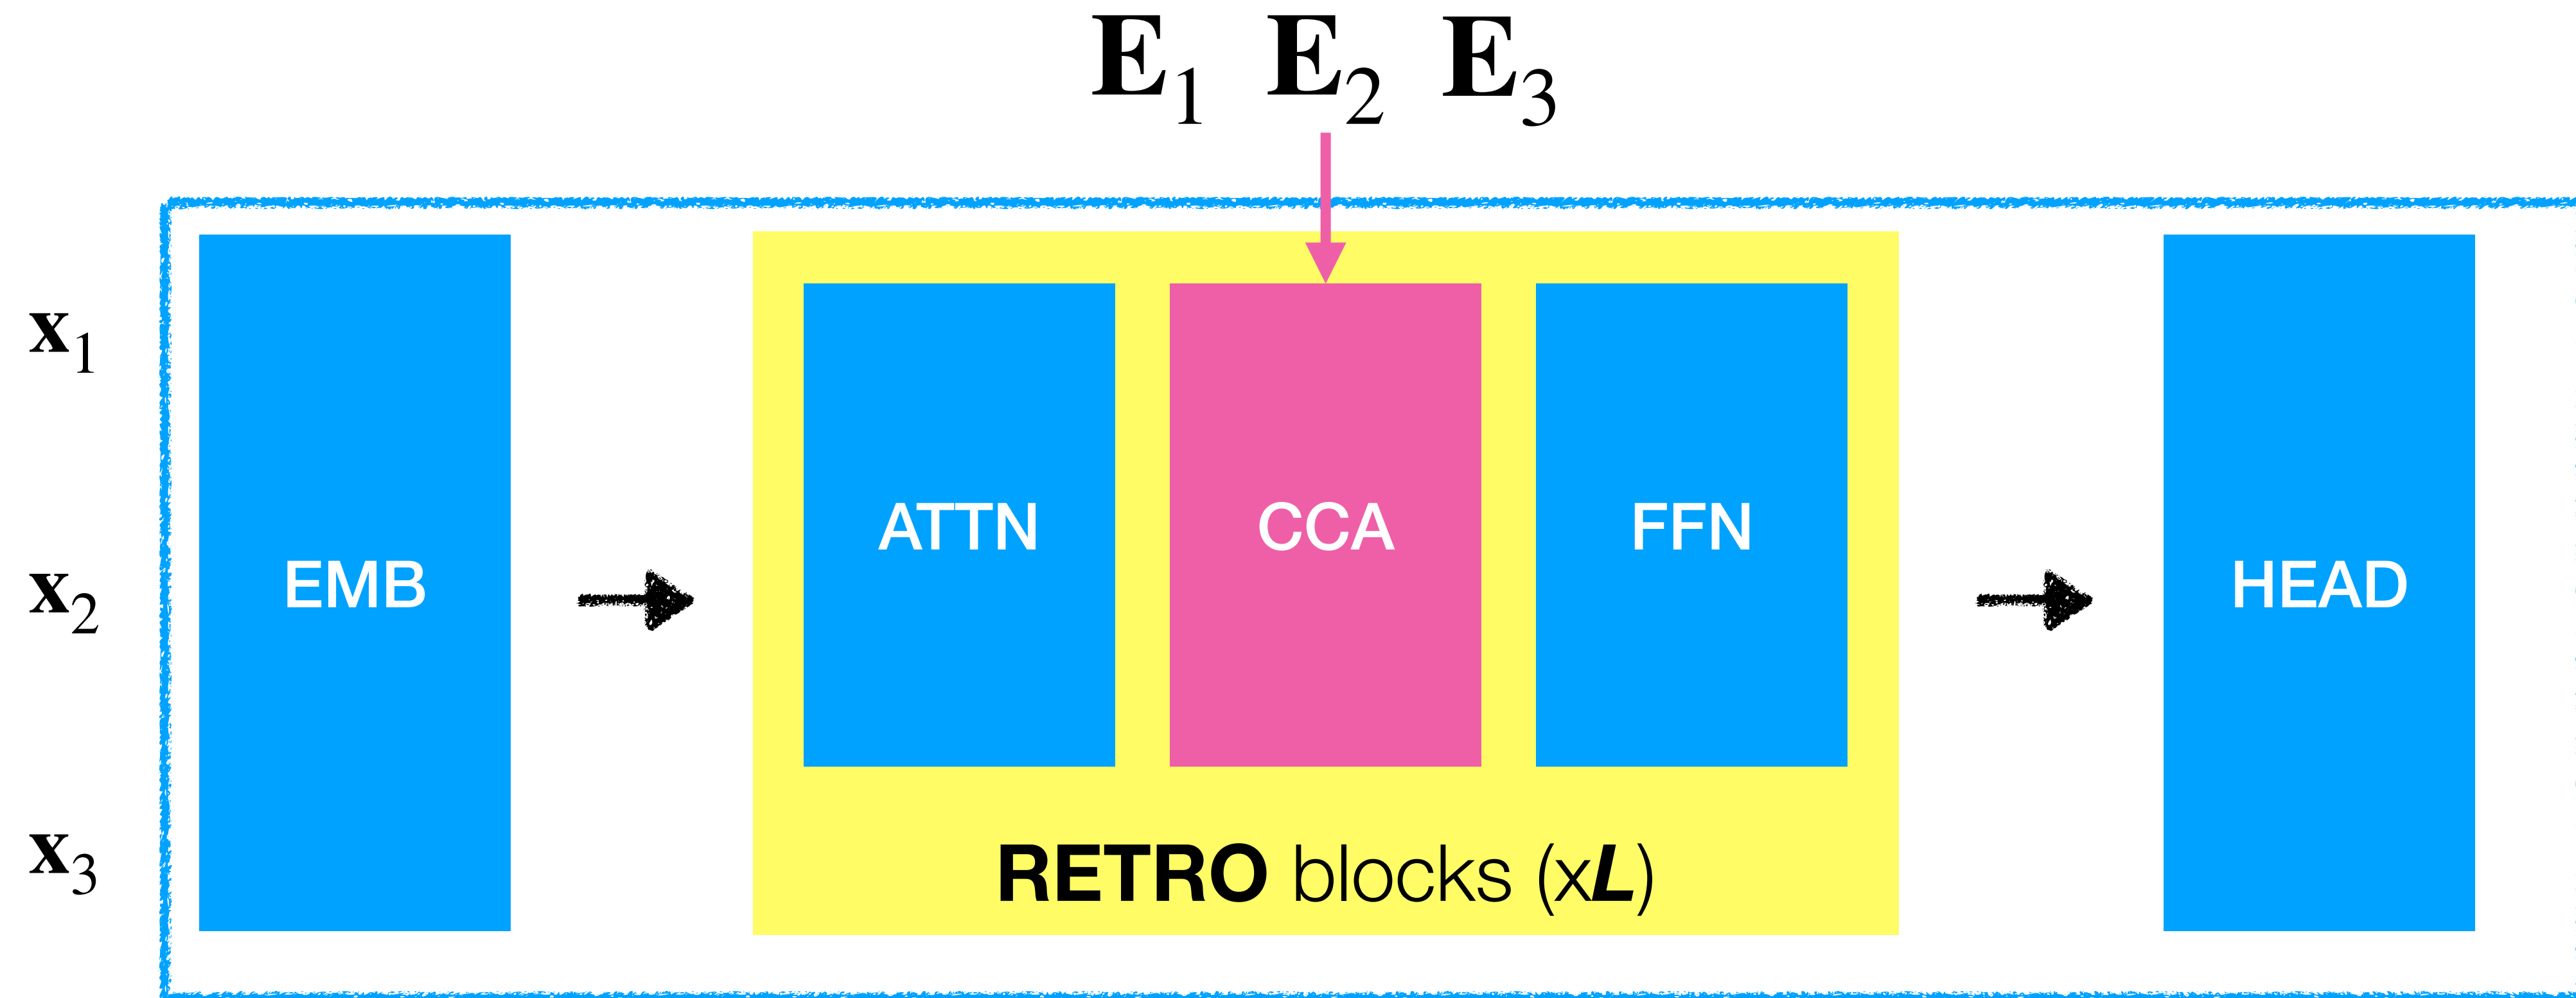 E1 E2 E3
x1
x2
x3
EMB
ATTN
CCA
FFN
RETRO blocks (xL)
HEAD